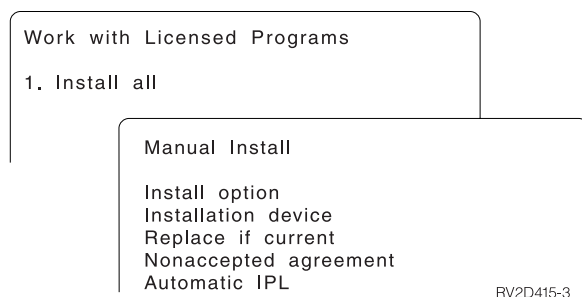 Work with Licensed Programs
1. Install all
Manual Install
Install option
Installation device
Replace if current
Nonaccepted agreement
Automatic IPL
RV2D415-3